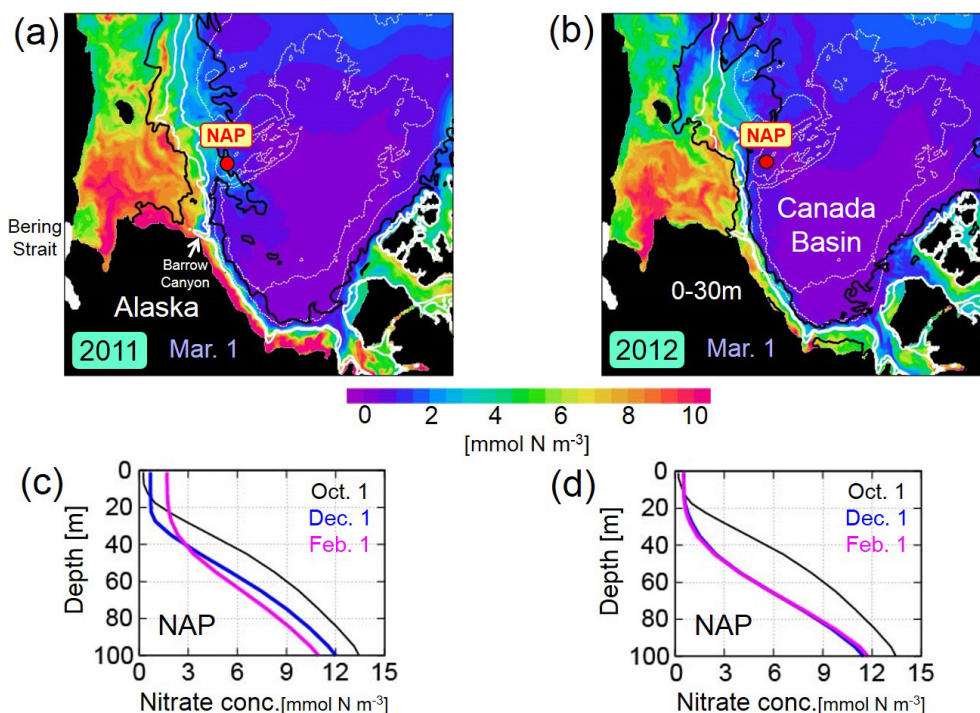 (a)
NAP
Bering
Strait
Barrow
Canyon
Alaska
2011 Mar. 1
(b)
NAP
Canada
Basin
0-30m
2012 Mar. 1
0 2 4 6 8 10
[mmol N m⁻³]
(c)
0
20
40
60
80
100
Depth [m]
Oct. 1
Dec. 1
Feb. 1
NAP
0 3 6 9 12 15
Nitrate conc.[mmol N m⁻³]
(d)
0
20
40
60
80
100
Depth [m]
Oct. 1
Dec. 1
Feb. 1
NAP
0 3 6 9 12 15
Nitrate conc.[mmol N m⁻³]